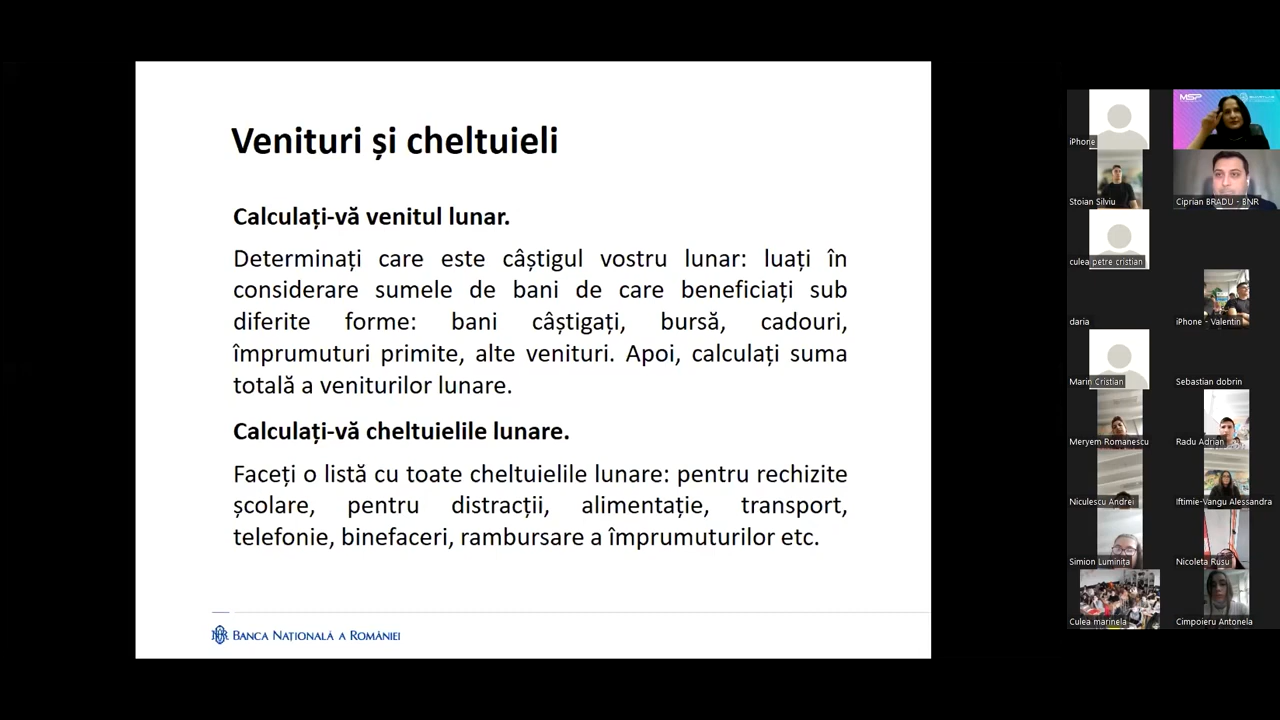 Venituri și cheltuieli
Calculați-vă venitul lunar.
Determinați care este câștigul vostru lunar: luați în
considerare sumele de bani de care beneficiați sub
diferite forme: bani câștigați, bursă, cadouri,
împrumuturi primite, alte venituri. Apoi, calculați suma
totală a veniturilor lunare.
Calculați-vă cheltuielile lunare.
Faceți o listă cu toate cheltuielile lunare: pentru rechizite
școlare, pentru distracții, alimentație, transport,
telefonie, binefaceri, rambursare a împrumuturilor etc.
BANCA NAȚIONALĂ A ROMÂNIEI
MSP
iPhone
Stoian Silviu
Ciprian BRADU - BNR
culea petre cristian
daria
iPhone - Valentin
Marin Cristian
Sebastian dobrin
Meryem Romanescu
Radu Adrian
Niculescu Andrei
Iftimie-Vangu Alessandra
Simion Luminița
Nicoleta Rusu
Culea marinela
Cimpoieru Antonela